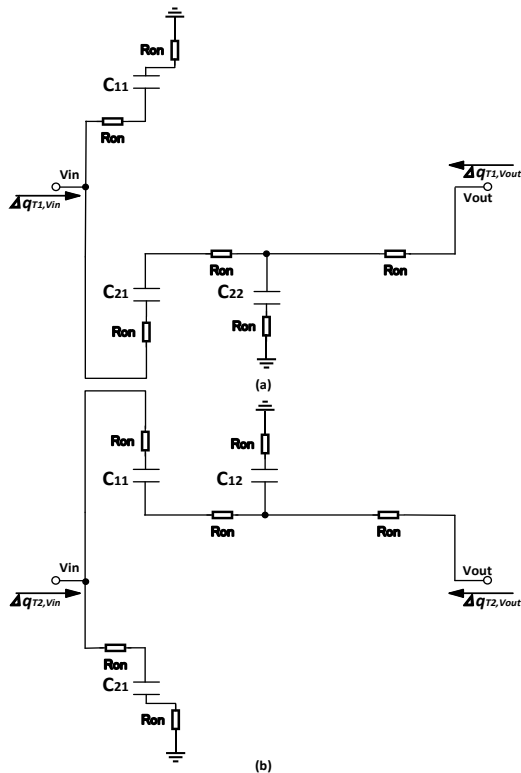 Ron
C11
Ron
Vin
ΔqT1,Vin
ΔqT1,Vout
Vout
Ron
Ron
C21
C22
Ron
Ron
(a)
Ron
Ron
C11
C12
Ron
Ron
Vin
Vout
ΔqT2,Vin
ΔqT2,Vout
Ron
C21
Ron
(b)